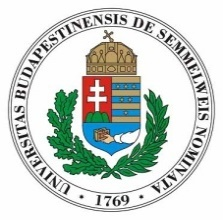 UNIVERSITAS BUDAPESTINENSIS DE SEMMELWEIS NOMINATA
· 1769 ·